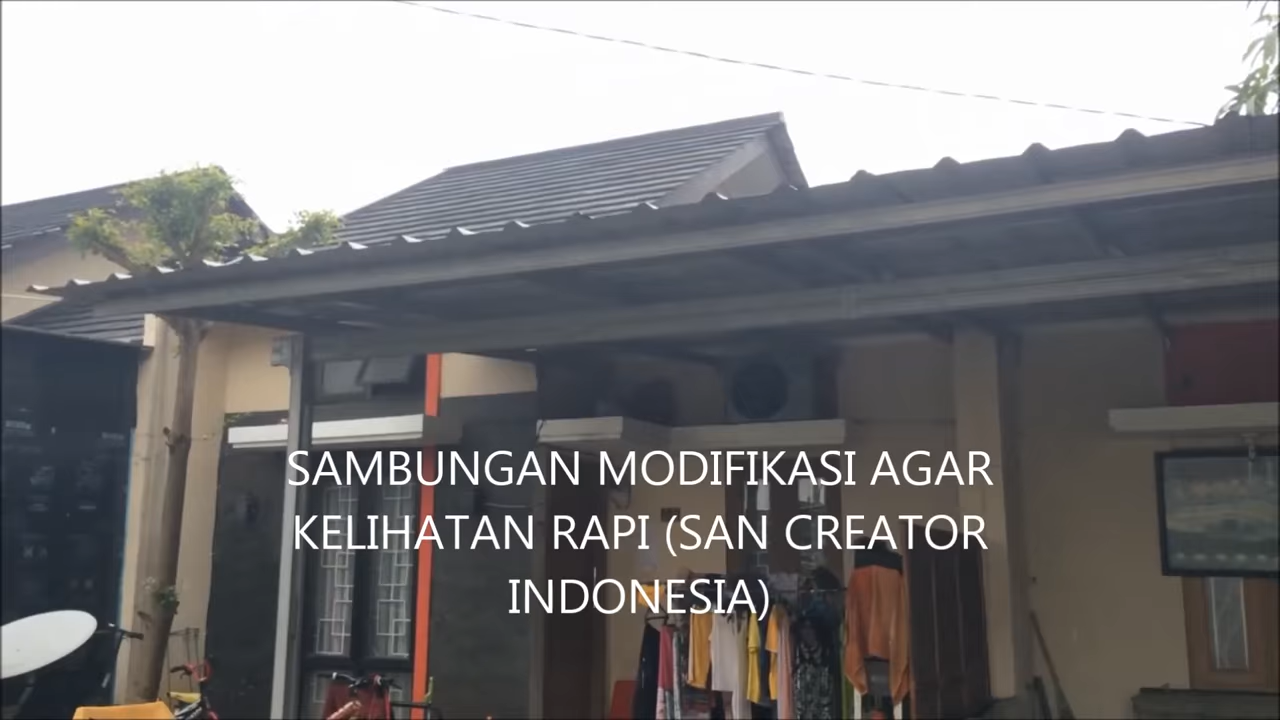 SAMBUNGAN MODIFIKASI AGAR
KELIHATAN RAPI (SAN CREATOR
INDONESIA)